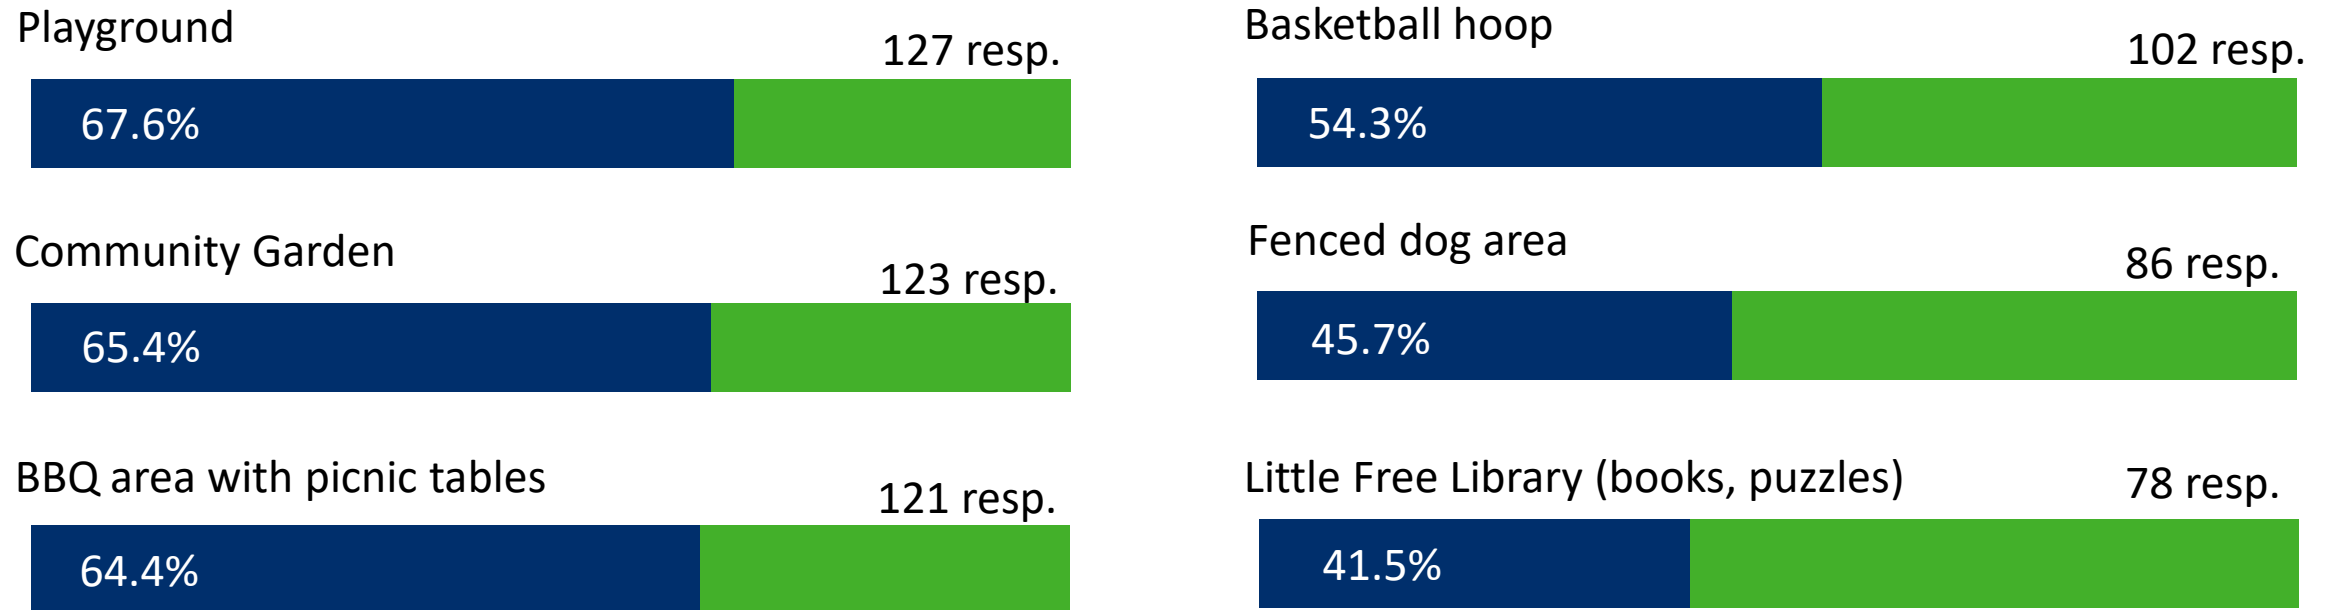 Playground
127 resp.
67.6%
Community Garden
123 resp.
65.4%
BBQ area with picnic tables
121 resp.
64.4%
Basketball hoop
102 resp.
54.3%
Fenced dog area
86 resp.
45.7%
Little Free Library (books, puzzles)
78 resp.
41.5%